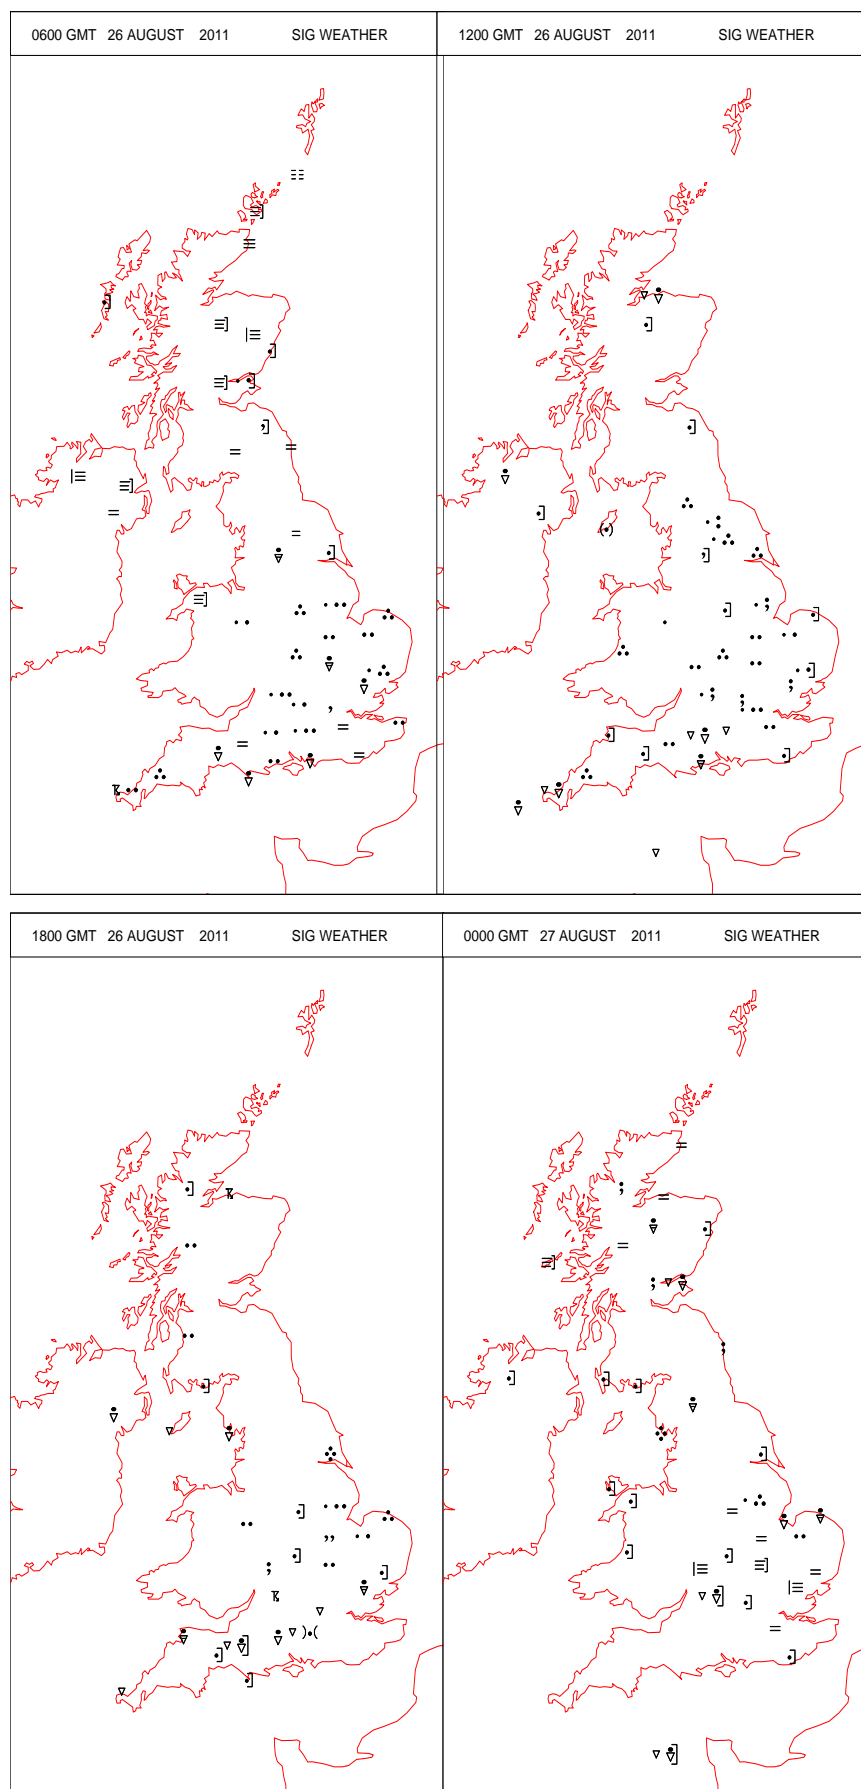 0600 GMT 26 AUGUST 2011 SIG WEATHER
1200 GMT 26 AUGUST 2011 SIG WEATHER
1800 GMT 26 AUGUST 2011 SIG WEATHER
0000 GMT 27 AUGUST 2011 SIG WEATHER